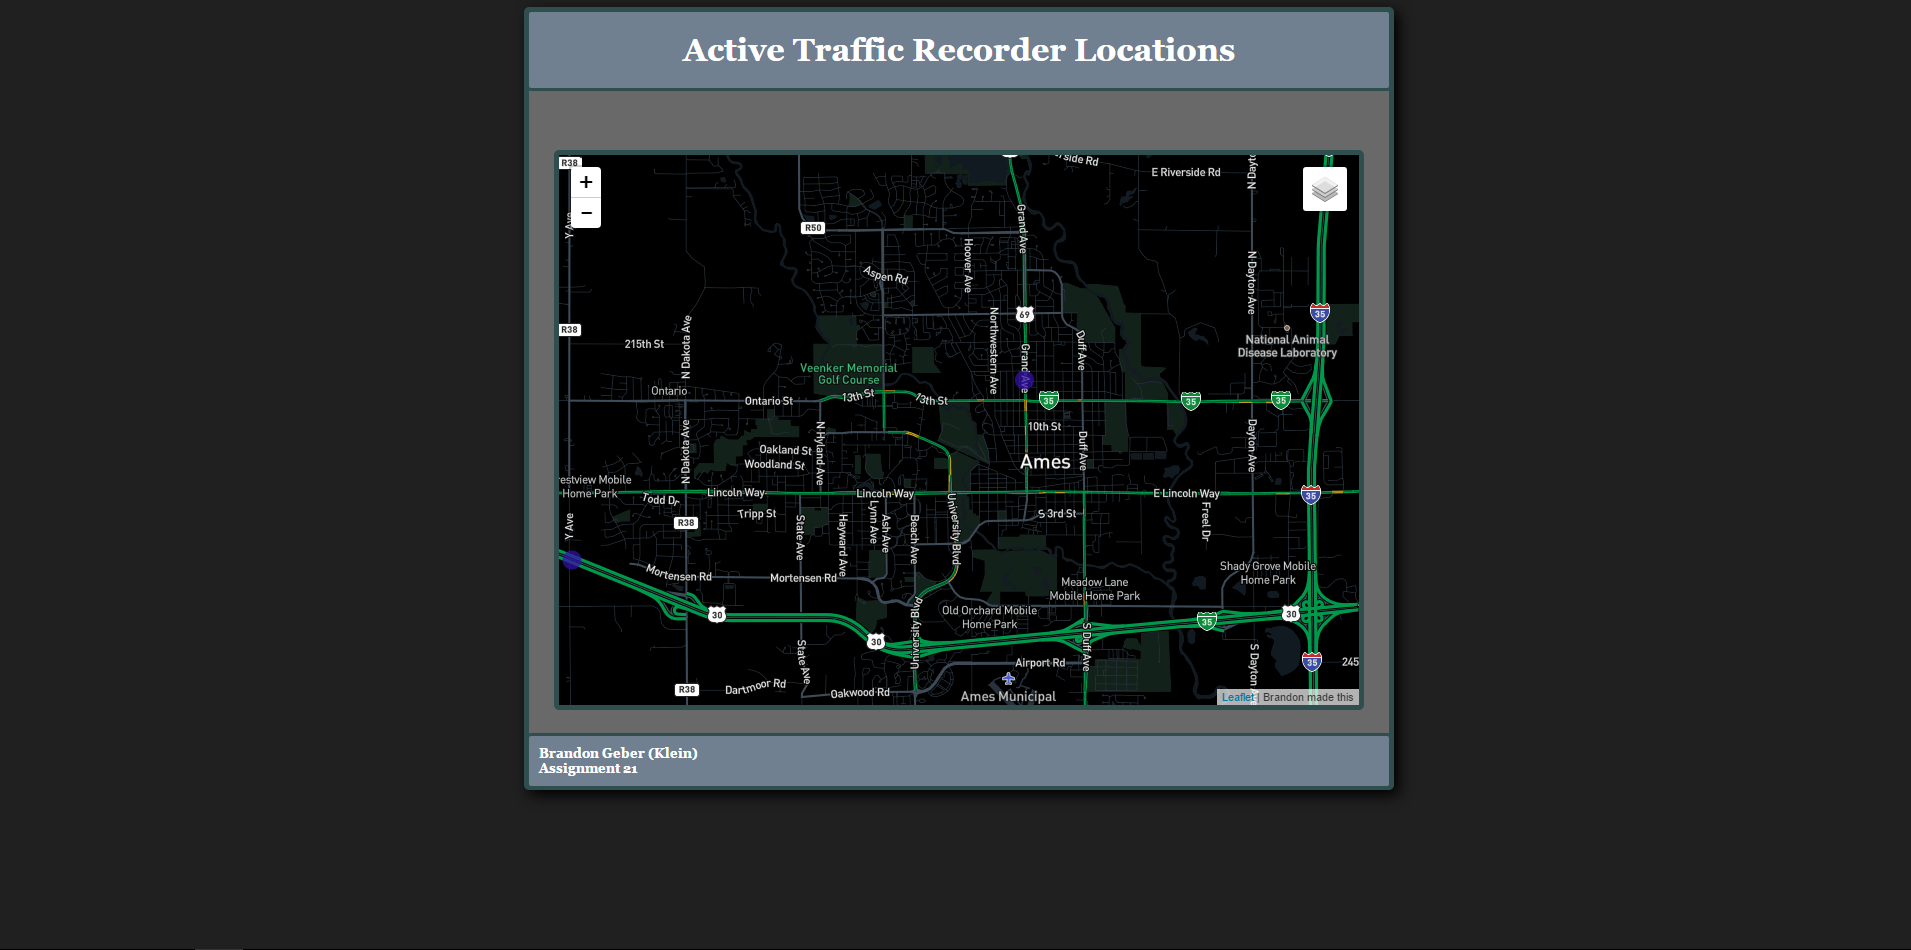 Active Traffic Recorder Locations
R38
+
−
Y Ave
erside Rd
E Riverside Rd
N Dayton
R50
Grand Ave
Hoover Ave
Aspen Rd
N Dayton Ave
69
35
R38
215th St
N Dakota Ave
Northwestern Ave
Grand Ave
Duff Ave
National Animal
Disease Laboratory
Veenker Memorial
Golf Course
Ontario
Ontario St
13th St
13th St
35
35
35
10th St
N Dakota Ave
N Hyland Ave
Oakland St
Woodland St
Duff Ave
Dayton Ave
Ames
restview Mobile
Home Park
Todd Dr
Lincoln Way
Lincoln Way
E Lincoln Way
35
Tripp St
Y Ave
R38
State Ave
Hayward Ave
Lynn Ave
Ash Ave
Beach Ave
University Blvd
S 3rd St
Freel Dr
Mortensen Rd
Mortensen Rd
Meadow Lane
Mobile Home Park
Shady Grove Mobile
Home Park
30
Old Orchard Mobile
Home Park
University Blvd
35
30
30
State Ave
S Duff Ave
S Dayton A
Airport Rd
35
245
R38
Dartmoor Rd
Oakwood Rd
Ames Municipal
Leaflet | Brandon made this
Brandon Geber (Klein)
Assignment 21